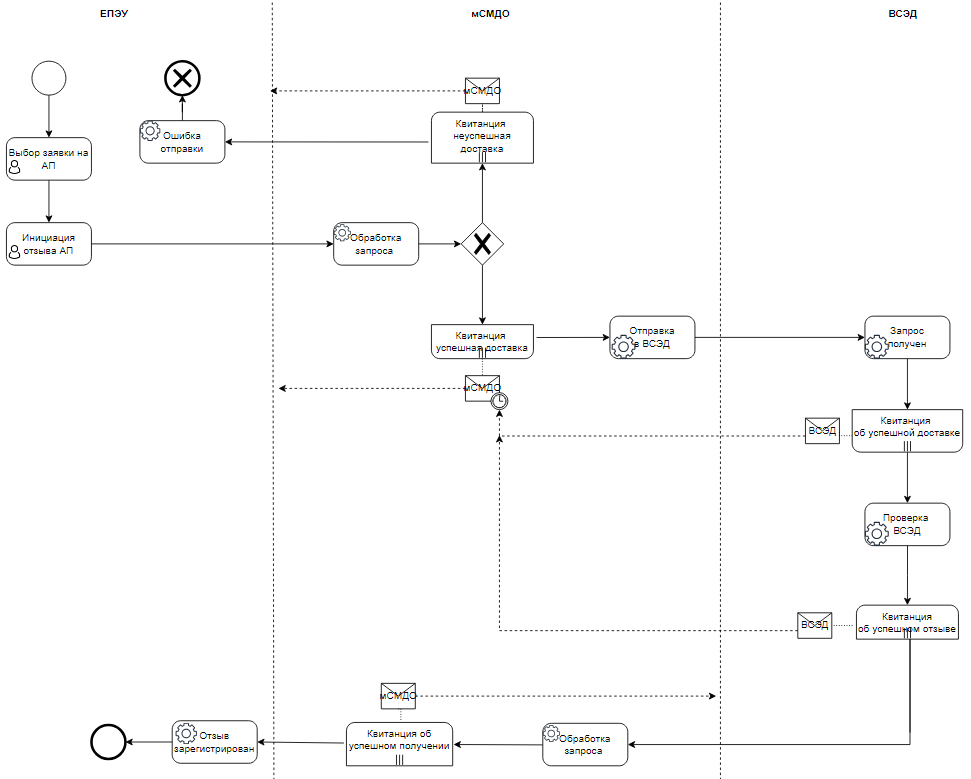 ЕПЭУ
мСМДО
ВСЭД
мСМДО
Квитанция
неуспешная
доставка
Ошибка
отправки
Выбор заявки на
АП
Инициация
отзыва АП
Обработка
запроса
Квитанция
успешная доставка
Отправка
в ВСЭД
Запрос
получен
мСМДО
ВСЭД
Квитанция
об успешной доставке
Проверка
ВСЭД
ВСЭД
Квитанция
об успешном отзыве
мСМДО
Отзыв
зарегистрирован
Квитанция об
успешном получении
Обработка
запроса